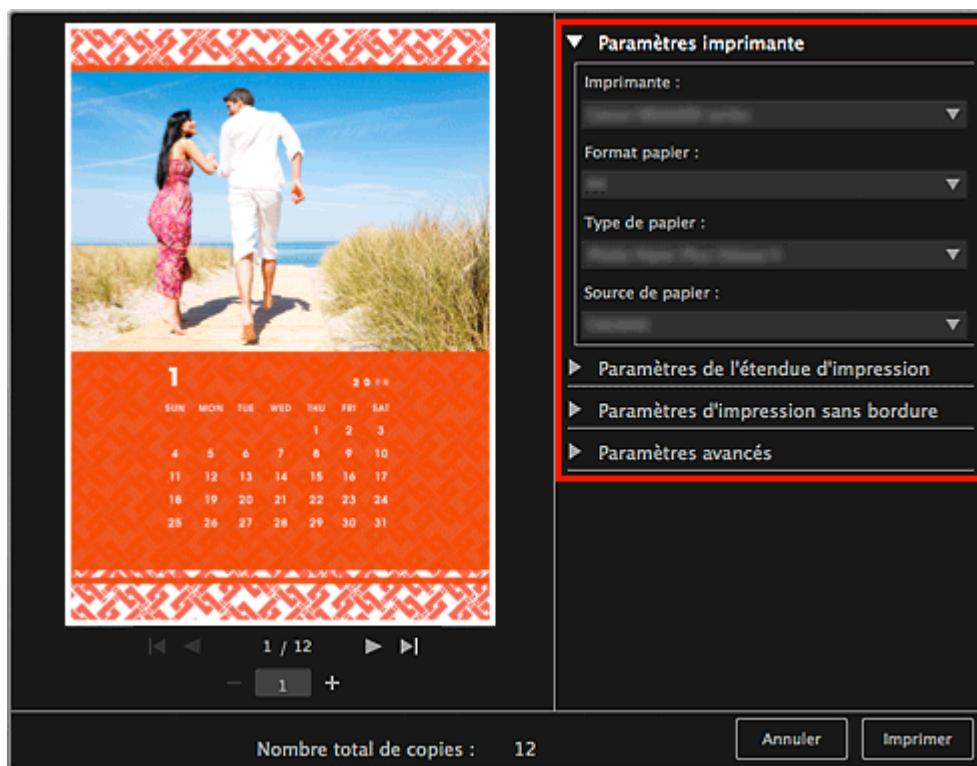 1
20
SUN MON TUE WED THU FRI SAT
1 2 3
4 5 6 7 8 9 10
11 12 13 14 15 16 17
18 19 20 21 22 23 24
25 26 27 28 29 30 31
1 / 12
1
Paramètres imprimante
Imprimante :
Format papier :
Type de papier :
Source de papier :
Paramètres de l'étendue d'impression
Paramètres d'impression sans bordure
Paramètres avancés
Nombre total de copies : 12
Annuler
Imprimer